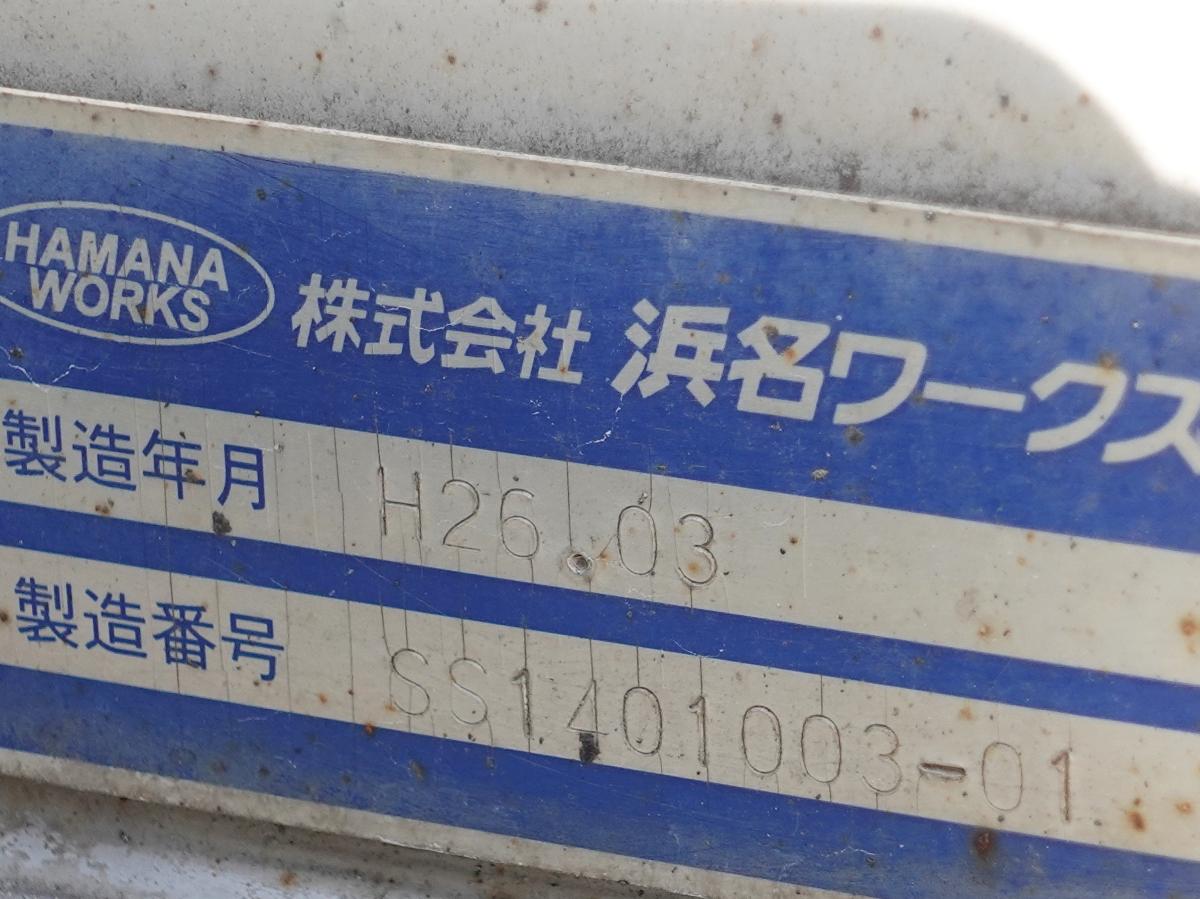 HAMANA
WORKS
株式会社 浜名ワークス
製造年月 H26.03
製造番号 SS1401003-01